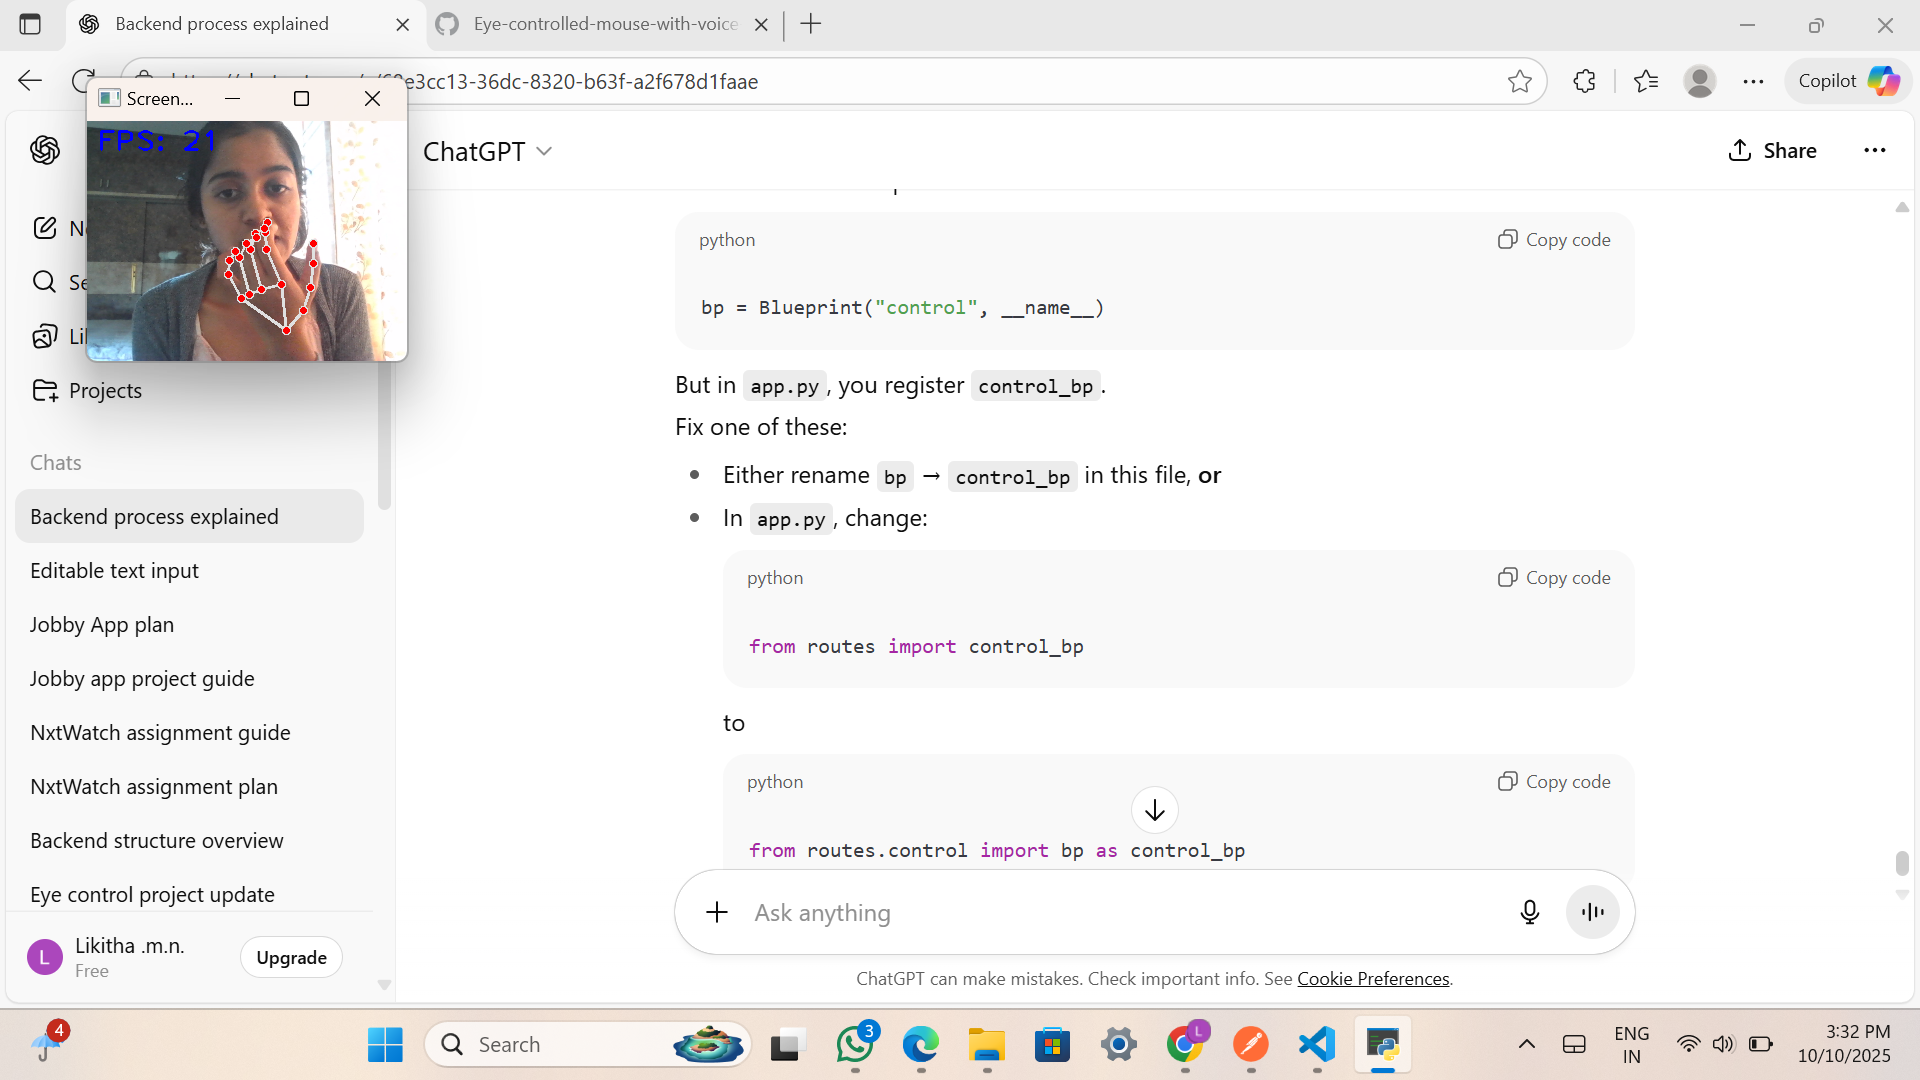 Backend process explained
Eye-controlled-mouse-with-voice
e3cc13-36dc-8320-b63f-a2f678d1faae
Copilot
Screen...
FPS: 21
ChatGPT
Share
python
Copy code
bp = Blueprint("control", __name__)
But in app.py, you register control_bp.
Fix one of these:
Either rename bp → control_bp in this file, or
In app.py, change:
python
Copy code
from routes import control_bp
to
python
Copy code
from routes.control import bp as control_bp
Projects
Chats
Backend process explained
Editable text input
Jobby App plan
Jobby app project guide
NxtWatch assignment guide
NxtWatch assignment plan
Backend structure overview
Eye control project update
L
Likitha .m.n.
Free
Upgrade
Ask anything
ChatGPT can make mistakes. Check important info. See Cookie Preferences.
4
Search
3
L
ENG
IN
3:32 PM
10/10/2025